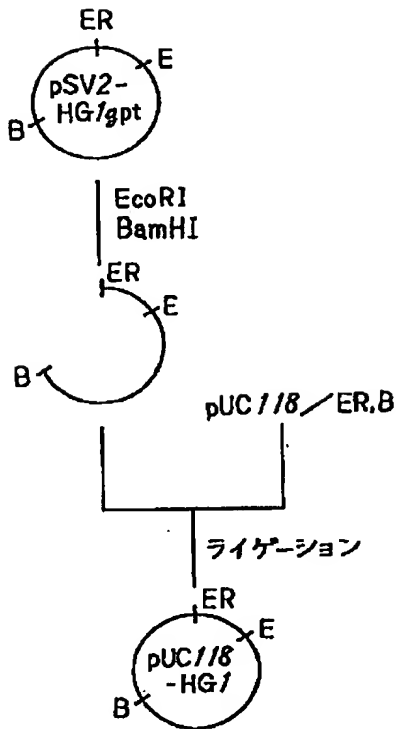 ER
E
pSV2-
HG1gpt
B
EcoRI
BamHI
ER
E
B
pUC118/ER,B
ライゲーション
ER
E
pUC118
-HG1
B